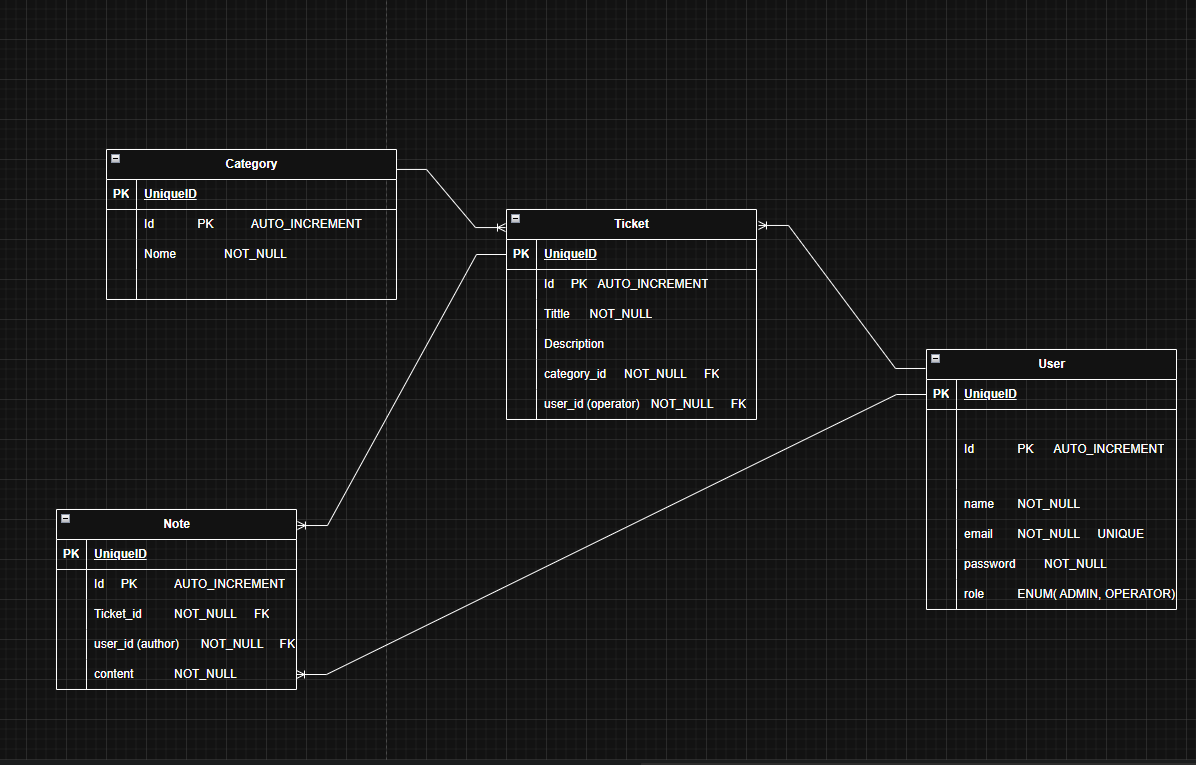 Category
PK UniqueID
Id PK AUTO_INCREMENT
Nome NOT_NULL
Ticket
PK UniqueID
Id PK AUTO_INCREMENT
Tittle NOT_NULL
Description
category_id NOT_NULL FK
user_id (operator) NOT_NULL FK
User
PK UniqueID
Id PK AUTO_INCREMENT
name NOT_NULL
email NOT_NULL UNIQUE
password NOT_NULL
role ENUM( ADMIN, OPERATOR)
Note
PK UniqueID
Id PK AUTO_INCREMENT
Ticket_id NOT_NULL FK
user_id (author) NOT_NULL FK
content NOT_NULL